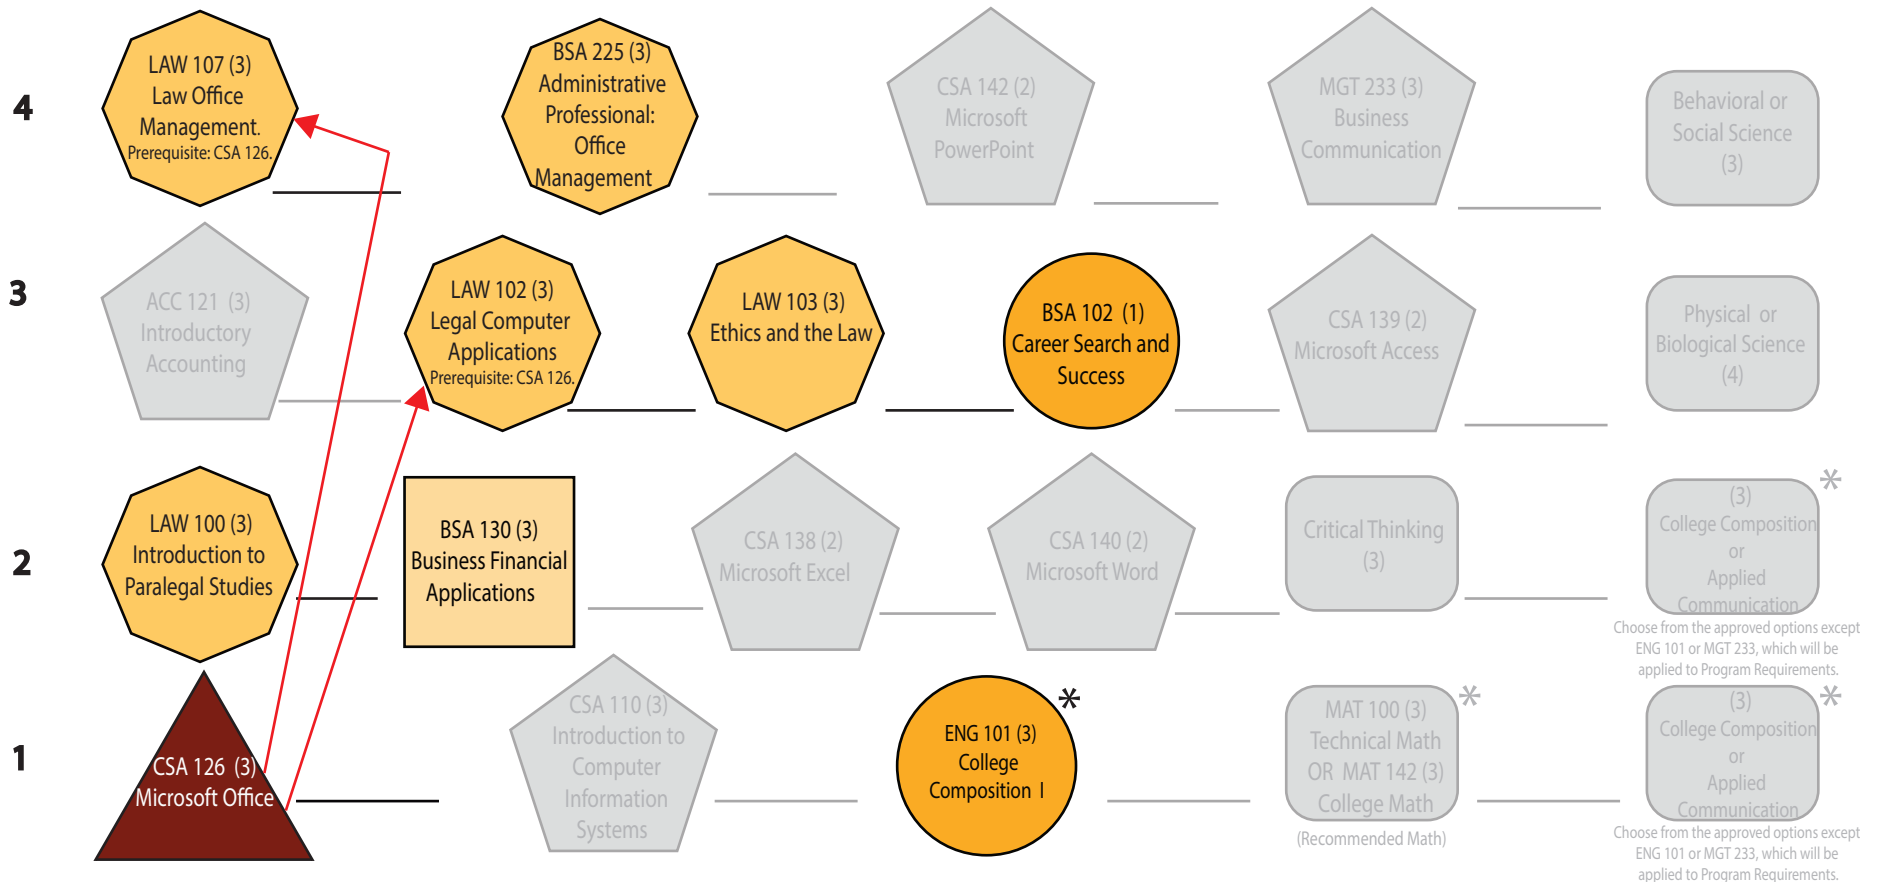 4
LAW 107 (3)
Law Office
Management.
Prerequisite: CSA 126.
BSA 225 (3)
Administrative
Professional:
Office
Management
CSA 142 (2)
Microsoft
PowerPoint
MGT 233 (3)
Business
Communication
Behavioral or
Social Science
(3)
3
ACC 121 (3)
Introductory
Accounting
LAW 102 (3)
Legal Computer
Applications
Prerequisite: CSA 126.
LAW 103 (3)
Ethics and the Law
BSA 102 (1)
Career Search and
Success
CSA 139 (2)
Microsoft Access
Physical or
Biological Science
(4)
2
LAW 100 (3)
Introduction to
Paralegal Studies
BSA 130 (3)
Business Financial
Applications
CSA 138 (2)
Microsoft Excel
CSA 140 (2)
Microsoft Word
Critical Thinking
(3)
*
(3)
College Composition
or
Applied
Communication
Choose from the approved options except
ENG 101 or MGT 233, which will be
applied to Program Requirements.
1
CSA 126 (3)
Microsoft Office
CSA 110 (3)
Introduction to
Computer
Information
Systems
*
ENG 101 (3)
College
Composition I
*
MAT 100 (3)
Technical Math
OR MAT 142 (3)
College Math
(Recommended Math)
*
(3)
College Composition
or
Applied
Communication
Choose from the approved options except
ENG 101 or MGT 233, which will be
applied to Program Requirements.